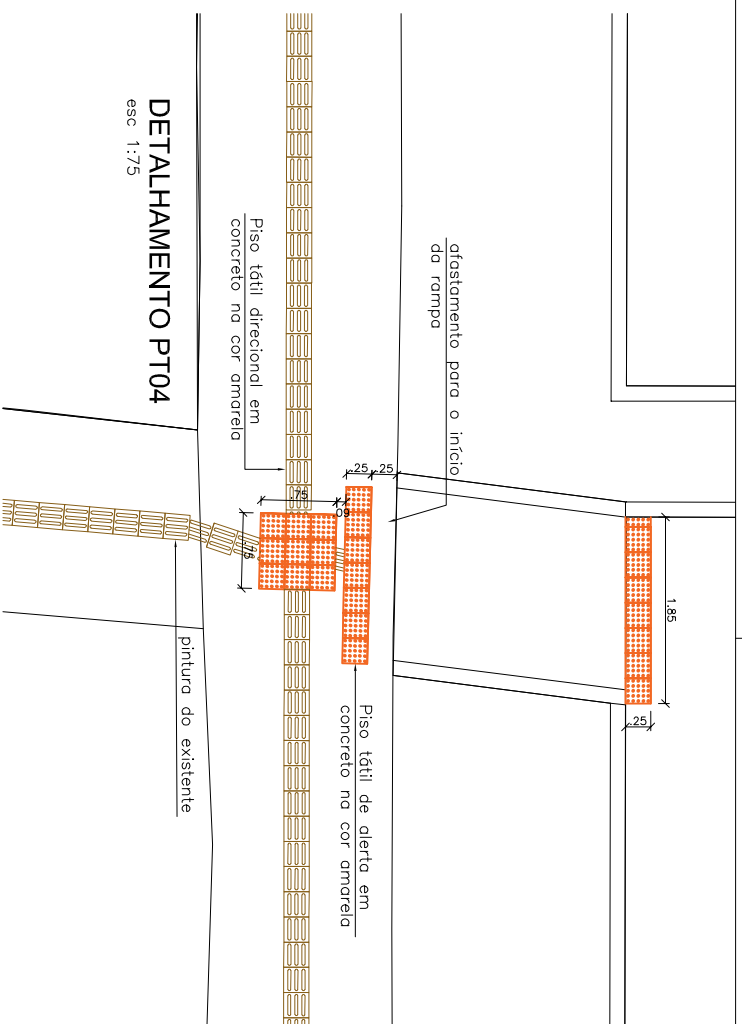 DETALHAMENTO PT04
esc 1:75
Piso tátil direcional em
concreto na cor amarela
afastamento para o início
da rampa
.25
.25
.75
.09
.75
1.85
.25
Piso tátil de alerta em
concreto na cor amarela
pintura do existente